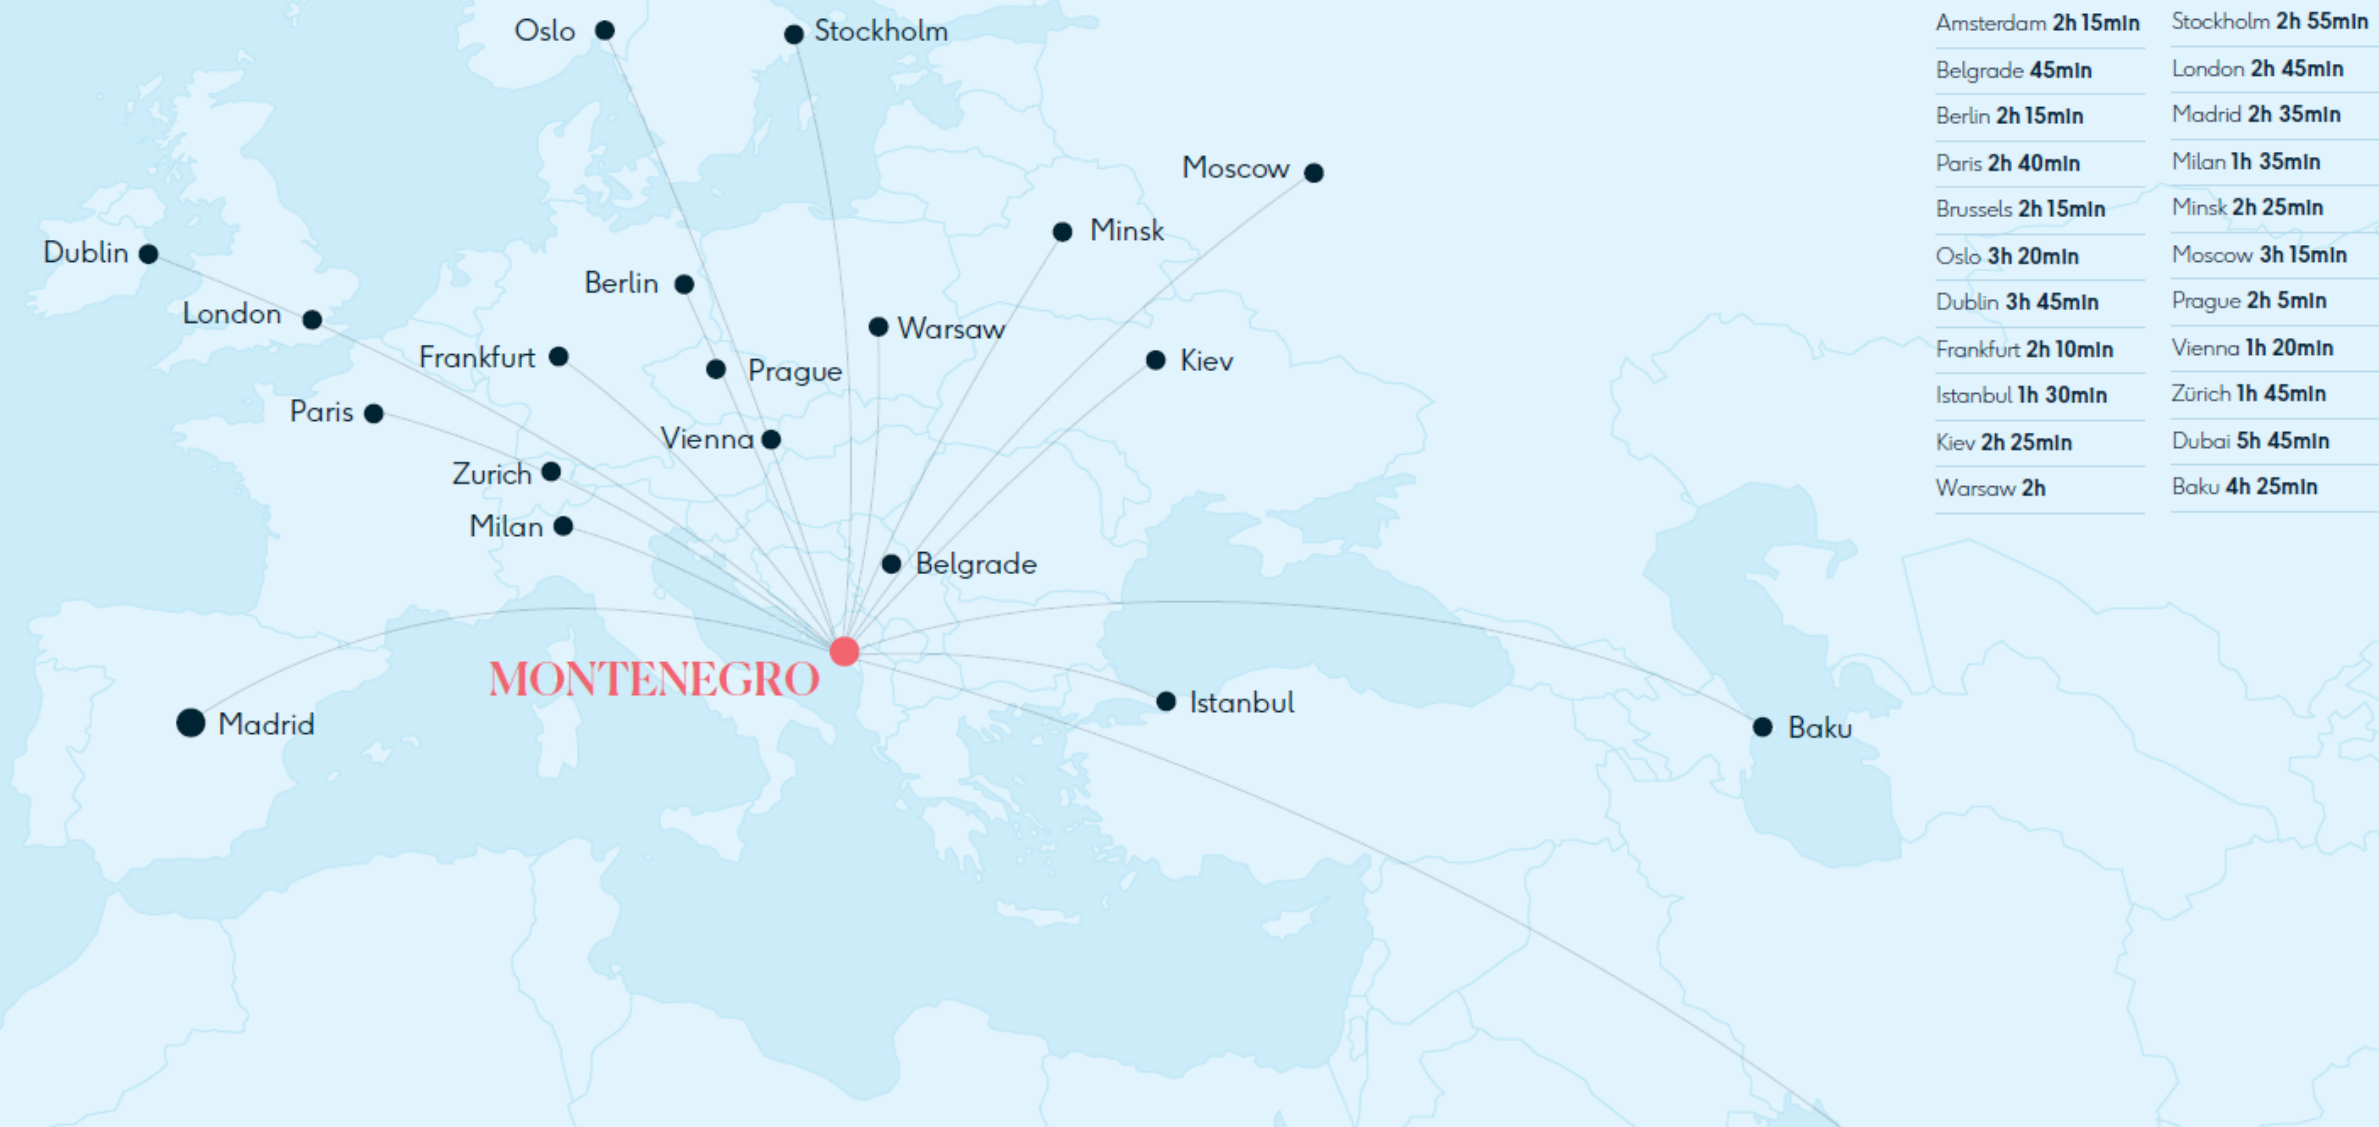 Oslo
Stockholm
Moscow
Minsk
Dublin
Berlin
London
Warsaw
Frankfurt
Prague
Kiev
Paris
Vienna
Zurich
Milan
Belgrade
MONTENEGRO
Istanbul
Madrid
Baku
Amsterdam 2h 15min
Belgrade 45min
Berlin 2h 15min
Paris 2h 40min
Brussels 2h 15min
Oslo 3h 20min
Dublin 3h 45min
Frankfurt 2h 10min
Istanbul 1h 30min
Kiev 2h 25min
Warsaw 2h
Stockholm 2h 55min
London 2h 45min
Madrid 2h 35min
Milan 1h 35min
Minsk 2h 25min
Moscow 3h 15min
Prague 2h 5min
Vienna 1h 20min
Zürich 1h 45min
Dubai 5h 45min
Baku 4h 25min